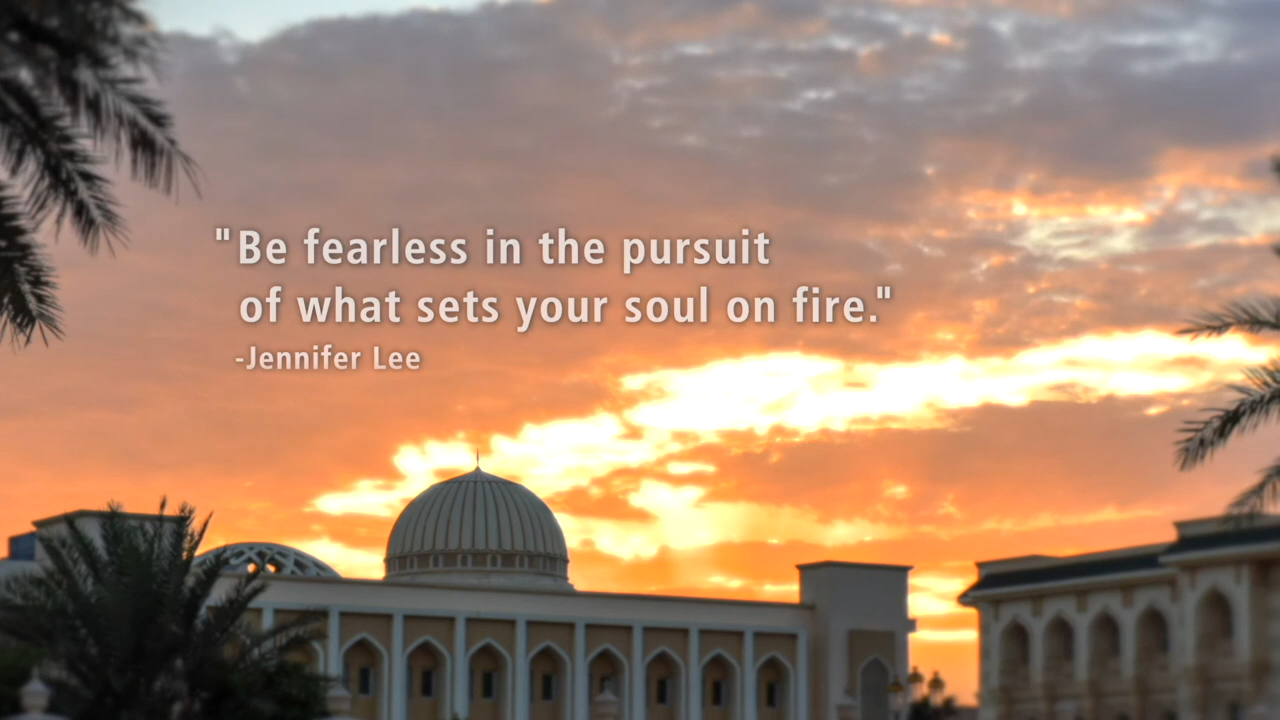 "Be fearless in the pursuit
of what sets your soul on fire."
-Jennifer Lee